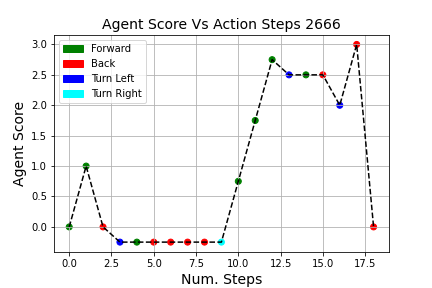 Agent Score Vs Action Steps 2666
Agent Score
3.0
2.5
2.0
1.5
1.0
0.5
0.0
Forward
Back
Turn Left
Turn Right
0.0 2.5 5.0 7.5 10.0 12.5 15.0 17.5
Num. Steps